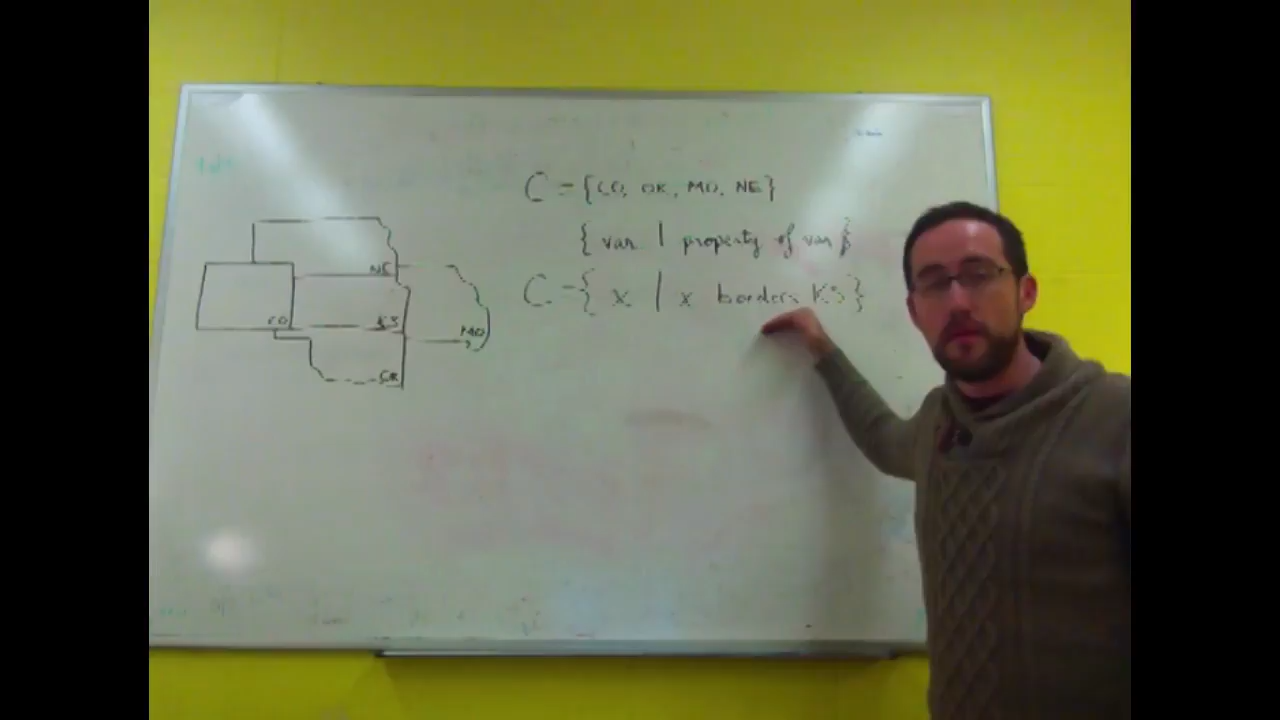 C = {CO, OK, MO, NE}
{ var | property of var }
C = { x | x borders KS }
NE
CO
KS
MO
OK